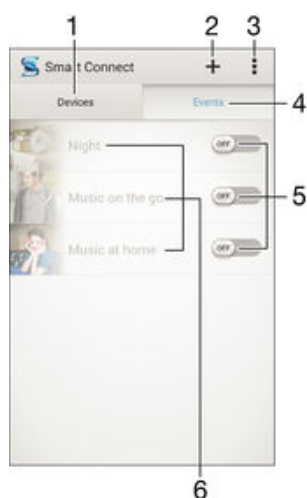 1 2 3
Smart Connect
Devices Events 4
Night OFF
Music on the go OFF 5
Music at home OFF
6